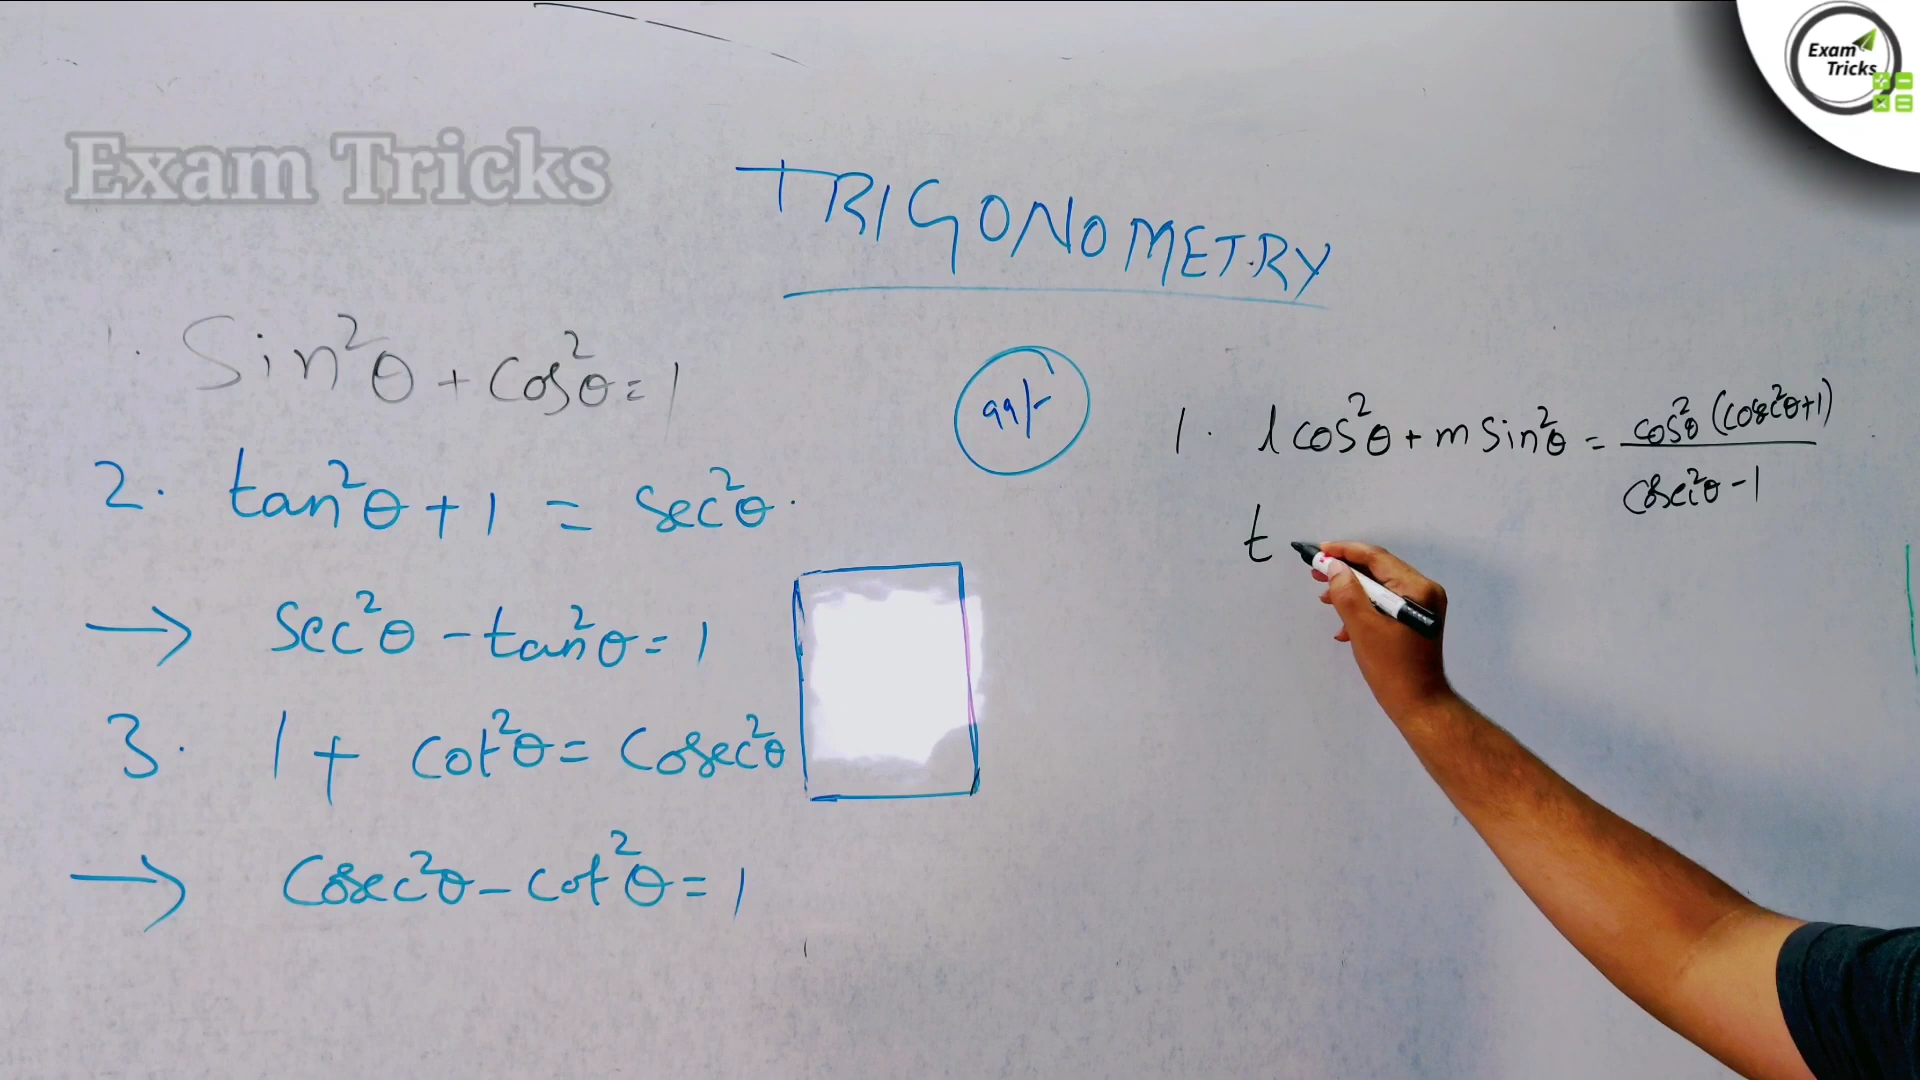 Exam
Tricks
Exam Tricks
TRIGONOMETRY
1. Sin²θ + cos²θ = 1
2. tan²θ + 1 = sec²θ.
→ sec²θ - tan²θ = 1
3. 1 + cot²θ = cosec²θ
→ cosec²θ - cot²θ = 1
99/-
1. l cos²θ + m sin²θ = cos²θ (cosec²θ+1) / cosec²θ - 1
t